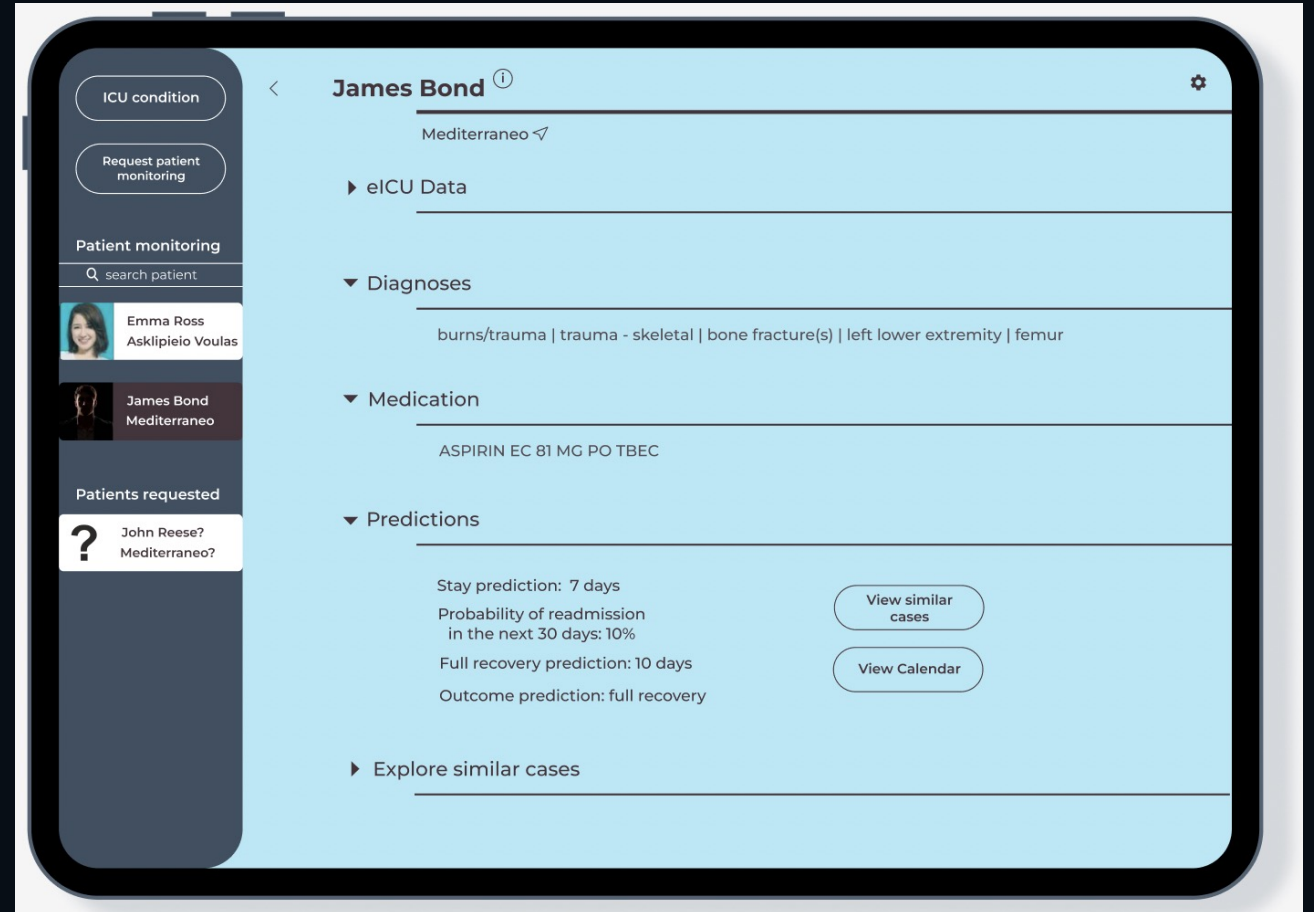 ICU condition
Request patient
monitoring
Patient monitoring
search patient
Emma Ross
Asklipieio Voulas
James Bond
Mediterraneo
Patients requested
?
John Reese?
Mediterraneo?
James Bond i
Mediterraneo
eICU Data
Diagnoses
burns/trauma | trauma - skeletal | bone fracture(s) | left lower extremity | femur
Medication
ASPIRIN EC 81 MG PO TBEC
Predictions
Stay prediction: 7 days
Probability of readmission
in the next 30 days: 10%
Full recovery prediction: 10 days
Outcome prediction: full recovery
View similar
cases
View Calendar
Explore similar cases